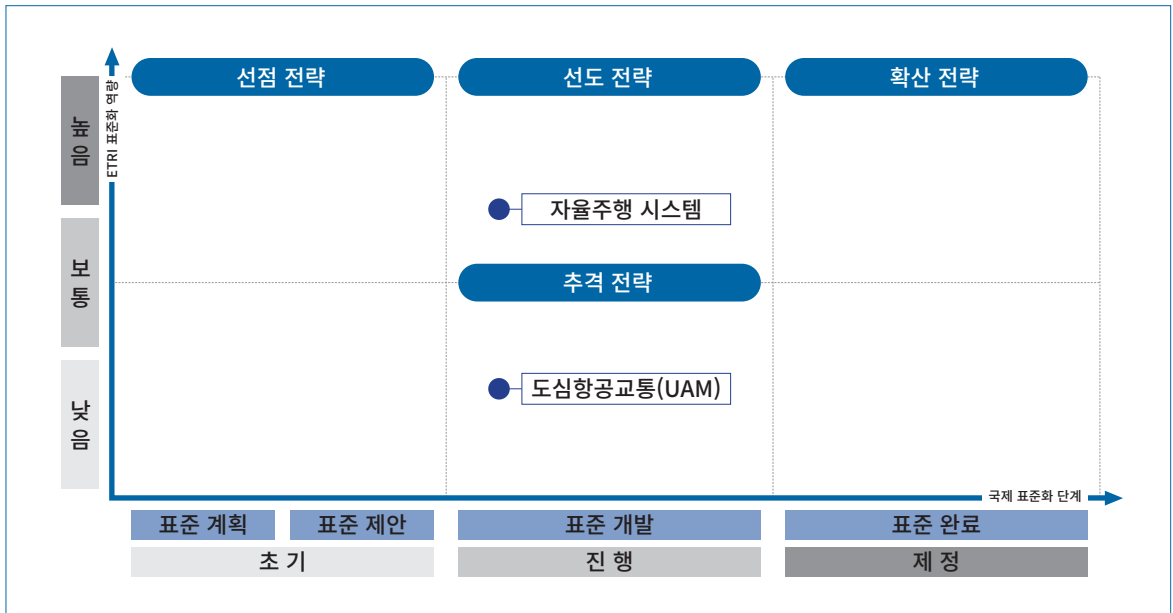 선점 전략
선도 전략
확산 전략
ETRI 표준화 역량
높음
자율주행 시스템
보통
추격 전략
도심항공교통(UAM)
낮음
국제 표준화 단계
표준 계획
표준 제안
표준 개발
표준 완료
초 기
진 행
제 정